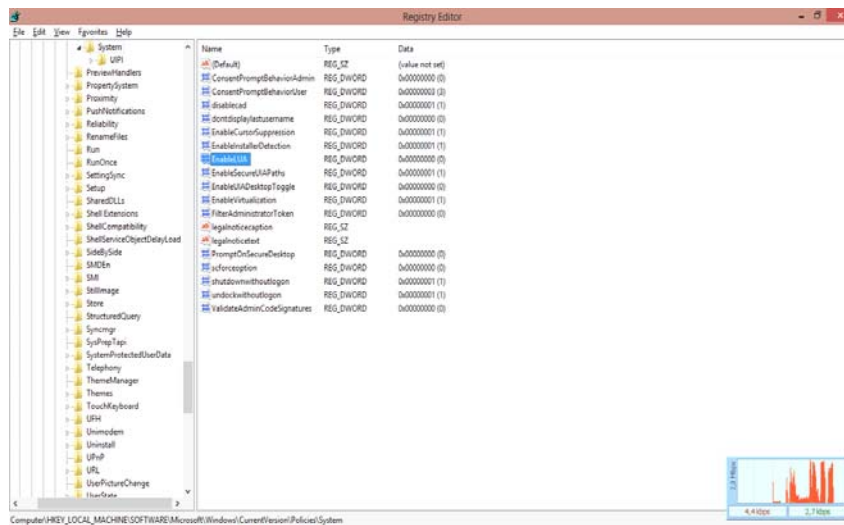 Registry Editor
File Edit View Favorites Help
System
UIPI
PreviewHandlers
PropertySystem
Proximity
PushNotifications
Reliability
RenameFiles
Run
RunOnce
SettingSync
Setup
SharedDLLs
Shell Extensions
ShellCompatibility
ShellServiceObjectDelayLoad
SideBySide
SMDEn
SMI
StillImage
Store
StructuredQuery
Syncmgr
SysPrepTapi
SystemProtectedUserData
Telephony
ThemeManager
Themes
TouchKeyboard
UFH
Unimodem
Uninstall
UPnP
URL
UserPictureChange
UserState
Name Type Data
(Default) REG_SZ (value not set)
ConsentPromptBehaviorAdmin REG_DWORD 0x00000000 (0)
ConsentPromptBehaviorUser REG_DWORD 0x00000003 (3)
disablecad REG_DWORD 0x00000001 (1)
dontdisplaylastusername REG_DWORD 0x00000000 (0)
EnableCursorSuppression REG_DWORD 0x00000001 (1)
EnableInstallerDetection REG_DWORD 0x00000001 (1)
EnableLUA REG_DWORD 0x00000000 (0)
EnableSecureUIAPaths REG_DWORD 0x00000001 (1)
EnableUIADesktopToggle REG_DWORD 0x00000000 (0)
EnableVirtualization REG_DWORD 0x00000001 (1)
FilterAdministratorToken REG_DWORD 0x00000000 (0)
legalnoticecaption REG_SZ
legalnoticetext REG_SZ
PromptOnSecureDesktop REG_DWORD 0x00000000 (0)
scforceoption REG_DWORD 0x00000000 (0)
shutdownwithoutlogon REG_DWORD 0x00000001 (1)
undockwithoutlogon REG_DWORD 0x00000001 (1)
ValidateAdminCodeSignatures REG_DWORD 0x00000000 (0)
4,4 kbps 2,7 kbps
Computer\HKEY_LOCAL_MACHINE\SOFTWARE\Microsoft\Windows\CurrentVersion\Policies\System